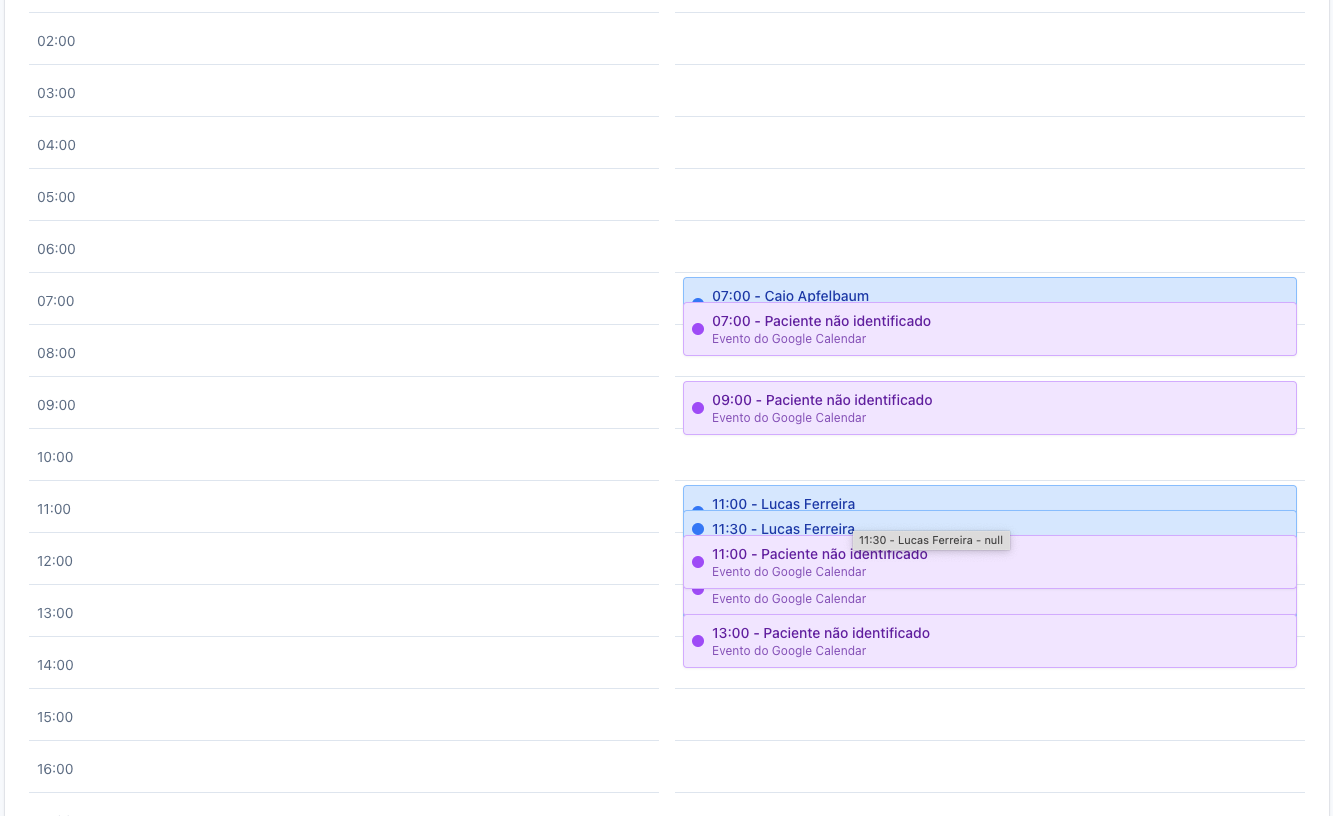 02:00
03:00
04:00
05:00
06:00
07:00
08:00
09:00
10:00
11:00
12:00
13:00
14:00
15:00
16:00
07:00 - Caio Apfelbaum
07:00 - Paciente não identificado
Evento do Google Calendar
09:00 - Paciente não identificado
Evento do Google Calendar
11:00 - Lucas Ferreira
11:30 - Lucas Ferreira
11:30 - Lucas Ferreira - null
11:00 - Paciente não identificado
Evento do Google Calendar
Evento do Google Calendar
13:00 - Paciente não identificado
Evento do Google Calendar